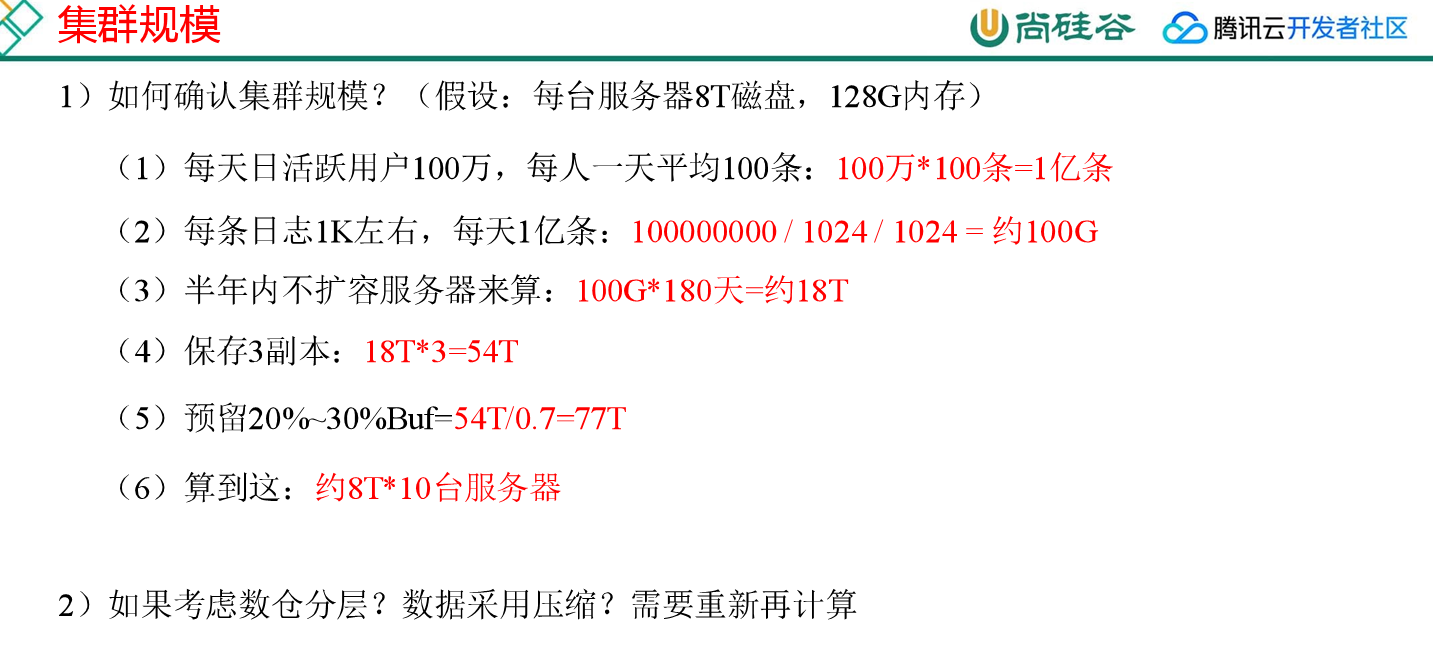 集群规模
尚硅谷
腾讯云开发者社区
1）如何确认集群规模？（假设：每台服务器8T磁盘，128G内存）
（1）每天日活跃用户100万，每人一天平均100条：100万*100条=1亿条
（2）每条日志1K左右，每天1亿条：100000000 / 1024 / 1024 = 约100G
（3）半年内不扩容服务器来算：100G*180天=约18T
（4）保存3副本：18T*3=54T
（5）预留20%~30%Buf=54T/0.7=77T
（6）算到这：约8T*10台服务器
2）如果考虑数仓分层？数据采用压缩？需要重新再计算